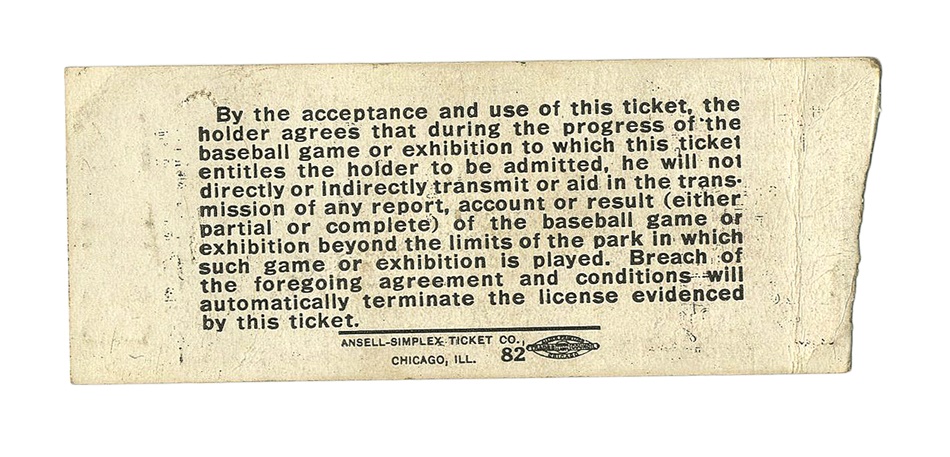 By the acceptance and use of this ticket, the
holder agrees that during the progress of the
baseball game or exhibition to which this ticket
entitles the holder to be admitted, he will not
directly or indirectly transmit or aid in the trans-
mission of any report, account or result (either
partial or complete) of the baseball game or
exhibition beyond the limits of the park in which
such game or exhibition is played. Breach of
the foregoing agreement and conditions will
automatically terminate the license evidenced
by this ticket.
ANSELL-SIMPLEX TICKET CO.,
CHICAGO, ILL. 82